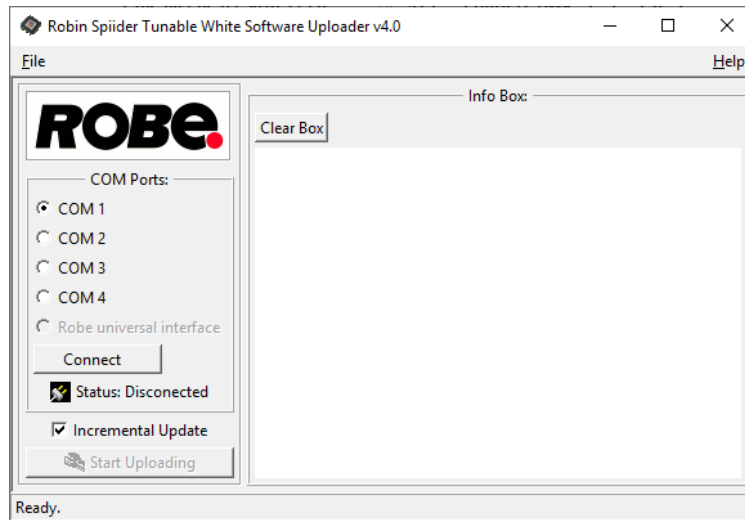 Robin Spiider Tunable White Software Uploader v4.0
File
Help
ROBE
COM Ports:
COM 1
COM 2
COM 3
COM 4
Robe universal interface
Connect
Status: Disconected
Incremental Update
Start Uploading
Info Box:
Clear Box
Ready.